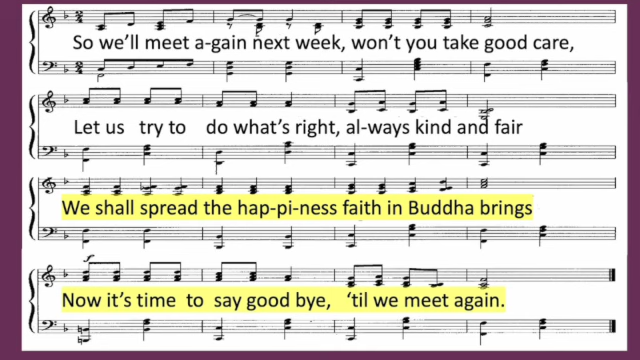 So we'll meet a-gain next week, won't you take good care,
Let us try to do what's right, al-ways kind and fair
We shall spread the hap-pi-ness faith in Buddha brings
Now it's time to say good bye, 'til we meet again.